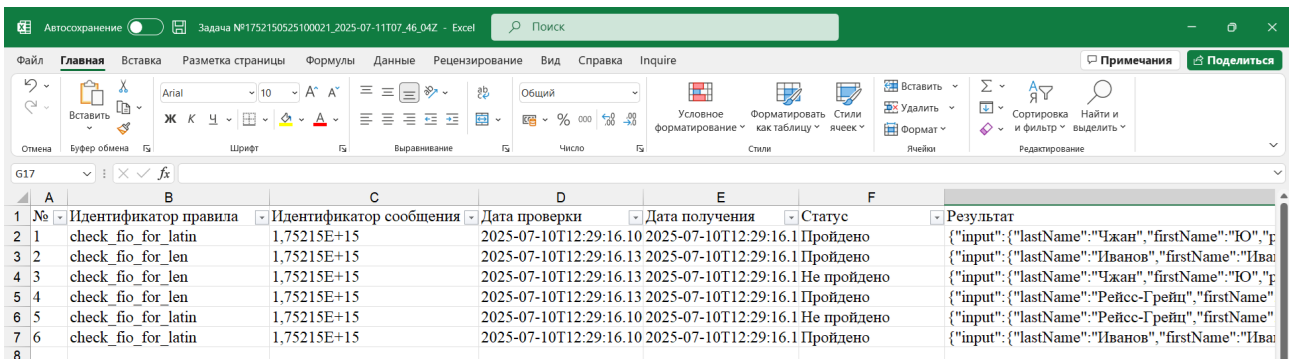 Автосохранение Задача №1752150525100021_2025-07-11T07_46_04Z - Excel Поиск
Файл Главная Вставка Разметка страницы Формулы Данные Рецензирование Вид Справка Inquire Примечания Поделиться
Вставить
Arial 10
Ж К Ч
Общий
% 000
Условное форматирование
Форматировать как таблицу
Стили ячеек
Вставить
Удалить
Формат
Сортировка и фильтр
Найти и выделить
Отмена Буфер обмена Шрифт Выравнивание Число Стили Ячейки Редактирование
G17 fx
A B C D E F
1 № Идентификатор правила Идентификатор сообщения Дата проверки Дата получения Статус Результат
2 1 check_fio_for_latin 1,75215E+15 2025-07-10T12:29:16.10 2025-07-10T12:29:16.1 Пройдено {"input":{"lastName":"Чжан","firstName":"Ю","p
3 2 check_fio_for_len 1,75215E+15 2025-07-10T12:29:16.13 2025-07-10T12:29:16.1 Пройдено {"input":{"lastName":"Иванов","firstName":"Ива
4 3 check_fio_for_len 1,75215E+15 2025-07-10T12:29:16.13 2025-07-10T12:29:16.1 Не пройдено {"input":{"lastName":"Чжан","firstName":"Ю","p
5 4 check_fio_for_len 1,75215E+15 2025-07-10T12:29:16.13 2025-07-10T12:29:16.1 Пройдено {"input":{"lastName":"Рейсс-Грейц","firstName"
6 5 check_fio_for_latin 1,75215E+15 2025-07-10T12:29:16.10 2025-07-10T12:29:16.1 Не пройдено {"input":{"lastName":"Рейсс-Грейц","firstName"
7 6 check_fio_for_latin 1,75215E+15 2025-07-10T12:29:16.10 2025-07-10T12:29:16.1 Пройдено {"input":{"lastName":"Иванов","firstName":"Ива
8